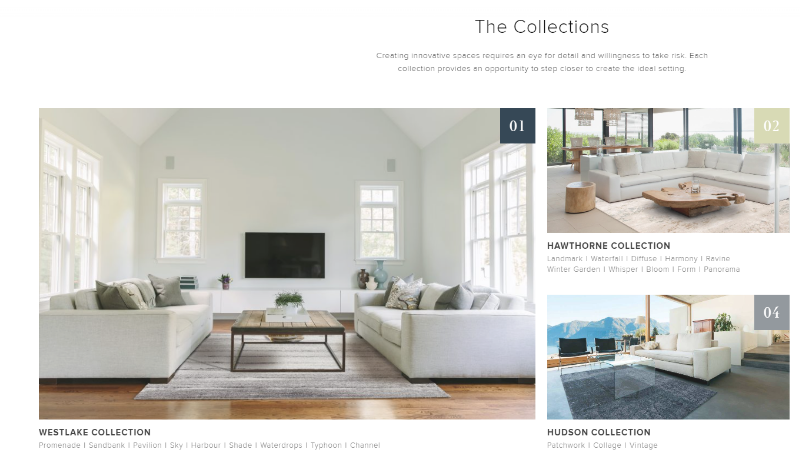 The Collections
Creating innovative spaces requires an eye for detail and willingness to take risk. Each
collection provides an opportunity to step closer to create the ideal setting.
01
WESTLAKE COLLECTION
Promenade | Sandbank | Pavilion | Sky | Harbour | Shade | Waterdrops | Typhoon | Channel
02
HAWTHORNE COLLECTION
Landmark | Waterfall | Diffuse | Harmony | Ravine
Winter Garden | Whisper | Bloom | Form | Panorama
04
HUDSON COLLECTION
Patchwork | Collage | Vintage